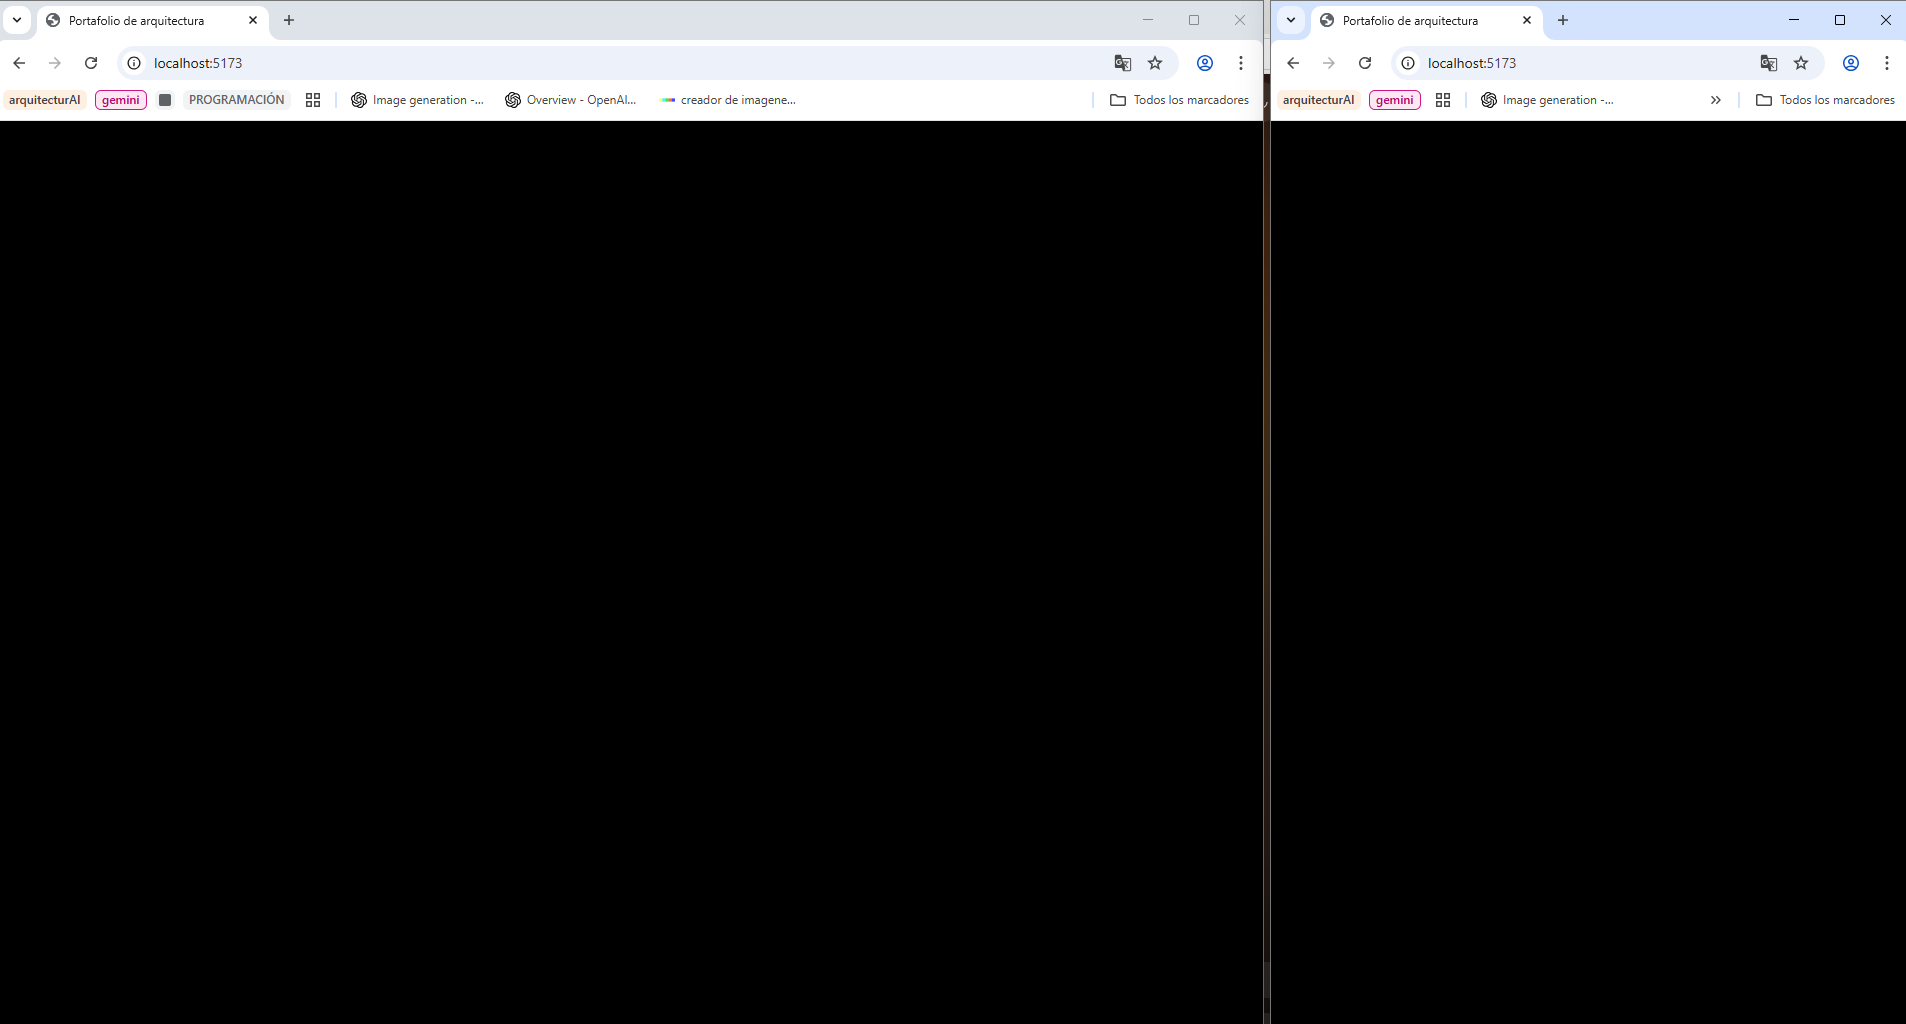 Portafolio de arquitectura
localhost:5173
arquitecturAI gemini PROGRAMACIÓN Image generation -... Overview - OpenAI... creador de imagene... Todos los marcadores
Portafolio de arquitectura
localhost:5173
arquitecturAI gemini Image generation -... Todos los marcadores